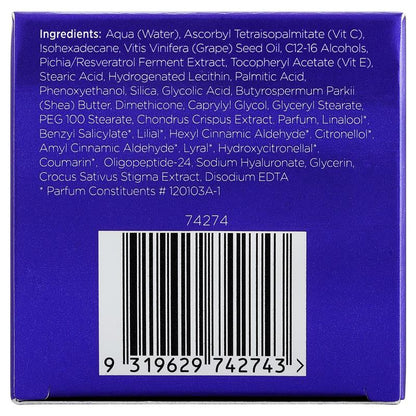 Ingredients: Aqua (Water), Ascorbyl Tetraisopalmitate (Vit C),
Isohexadecane, Vitis Vinifera (Grape) Seed Oil, C12-16 Alcohols,
Pichia/Resveratrol Ferment Extract, Tocopheryl Acetate (Vit E),
Stearic Acid, Hydrogenated Lecithin, Palmitic Acid,
Phenoxyethanol, Silica, Glycolic Acid, Butyrospermum Parkii
(Shea) Butter, Dimethicone, Caprylyl Glycol, Glyceryl Stearate,
PEG 100 Stearate, Chondrus Crispus Extract, Parfum, Linalool*,
Benzyl Salicylate*, Lilial*, Hexyl Cinnamic Aldehyde*, Citronellol*,
Amyl Cinnamic Aldehyde*, Lyral*, Hydroxycitronellal*,
Coumarin*, Oligopeptide-24, Sodium Hyaluronate, Glycerin,
Crocus Sativus Stigma Extract, Disodium EDTA
* Parfum Constituents # 120103A-1
74274
9 319629 742743 >